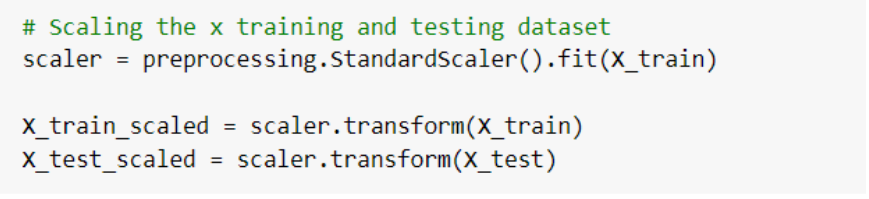 # Scaling the x training and testing dataset
scaler = preprocessing.StandardScaler().fit(X_train)
X_train_scaled = scaler.transform(X_train)
X_test_scaled = scaler.transform(X_test)